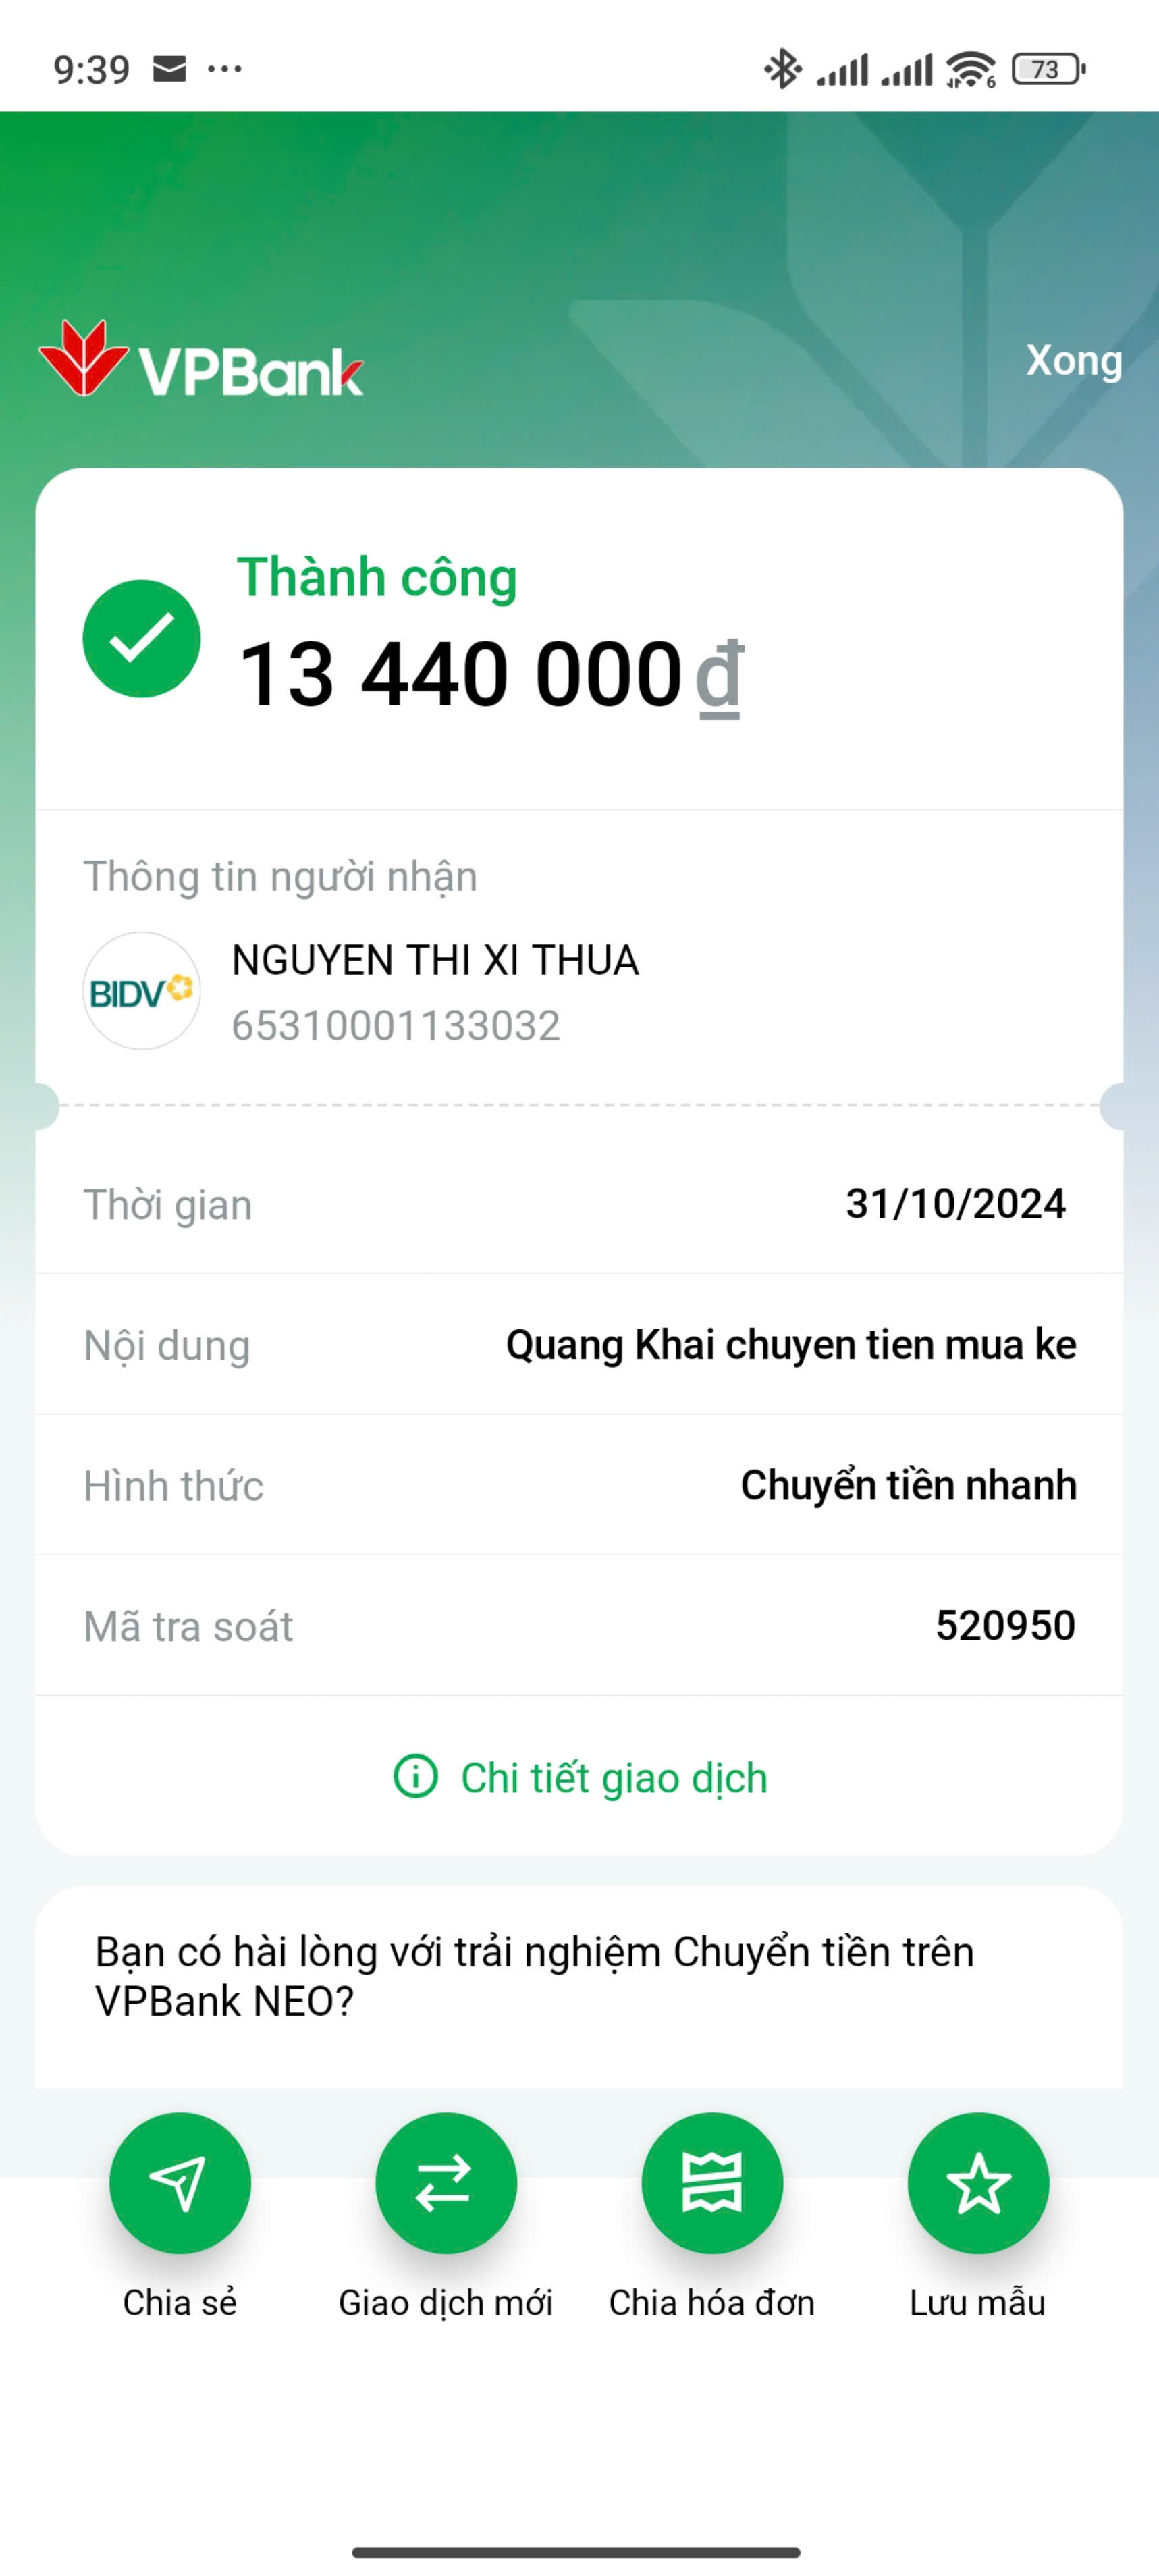 9:39
6
73
VPBank
Xong
Thành công
13 440 000 đ
Thông tin người nhận
BIDV
NGUYEN THI XI THUA
65310001133032
Thời gian 31/10/2024
Nội dung Quang Khai chuyen tien mua ke
Hình thức Chuyển tiền nhanh
Mã tra soát 520950
Chi tiết giao dịch
Bạn có hài lòng với trải nghiệm Chuyển tiền trên
VPBank NEO?
Chia sẻ Giao dịch mới Chia hóa đơn Lưu mẫu